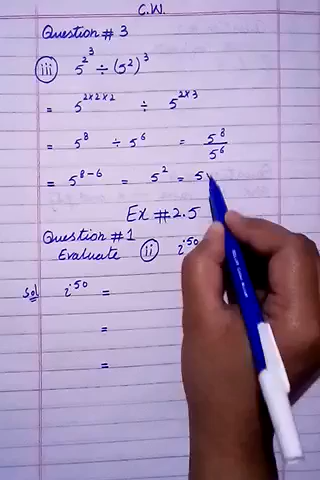 C.W.
Question # 3
iii 5^2^3 ÷ (5^2)^3
= 5^2×2×2 ÷ 5^2×3
= 5^8 ÷ 5^6 = 5^8/5^6
= 5^8-6 = 5^2 = 5
Ex # 2.5
Question # 1
Evaluate ii i^50
Sol i^50 =
=
=